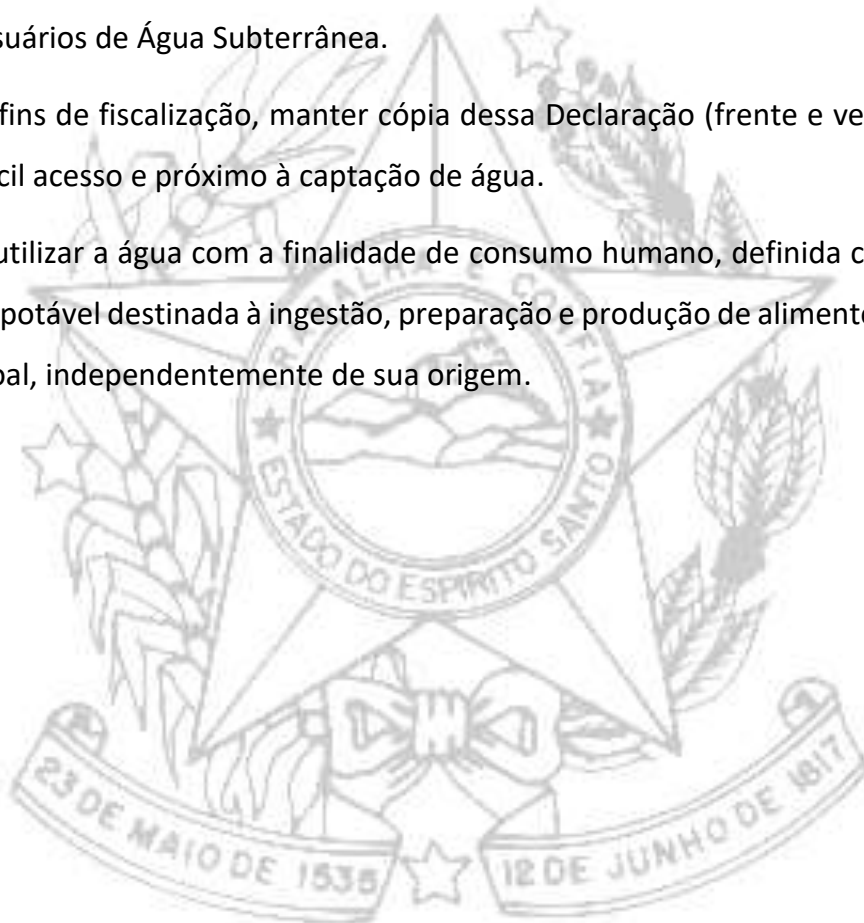 suários de Água Subterrânea.
fins de fiscalização, manter cópia dessa Declaração (frente e ve
cil acesso e próximo à captação de água.
utilizar a água com a finalidade de consumo humano, definida c
potável destinada à ingestão, preparação e produção de alimento
oal, independentemente de sua origem.
TRABALHA E CONFIA
ESTADO DO ESPIRITO SANTO
23 DE MAIO DE 1535
12 DE JUNHO DE 1817